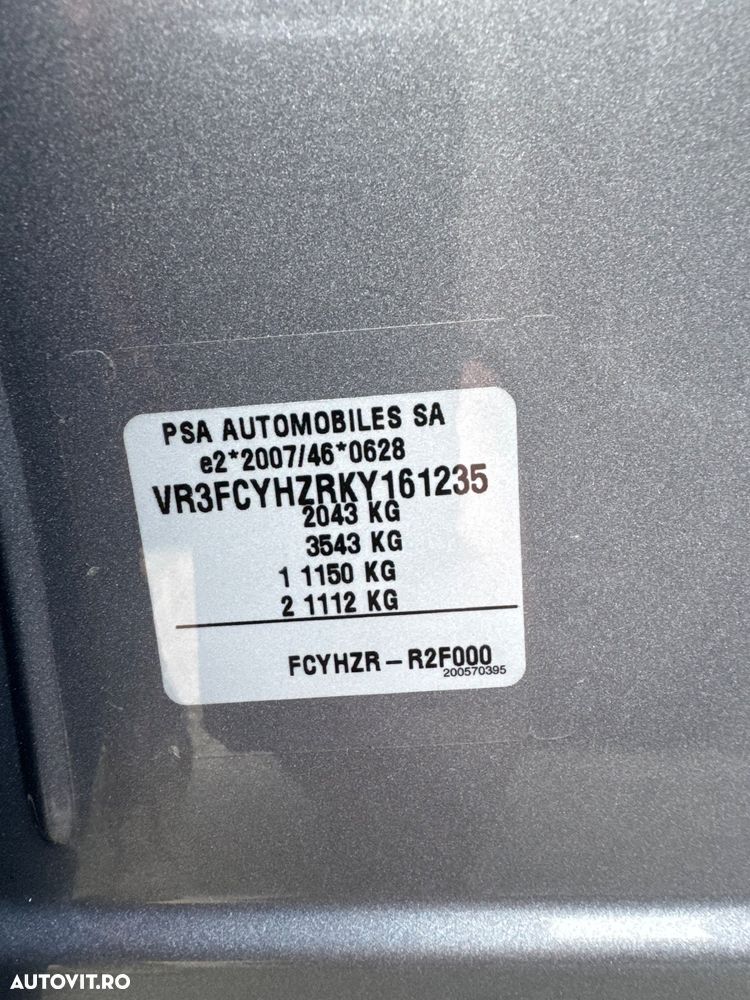 PSA AUTOMOBILES SA
e2*2007/46*0628
VR3FCYHZRKY161235
2043 KG
3543 KG
1 1150 KG
2 1112 KG
FCYHZR – R2F000
200570395
AUTOVIT.RO